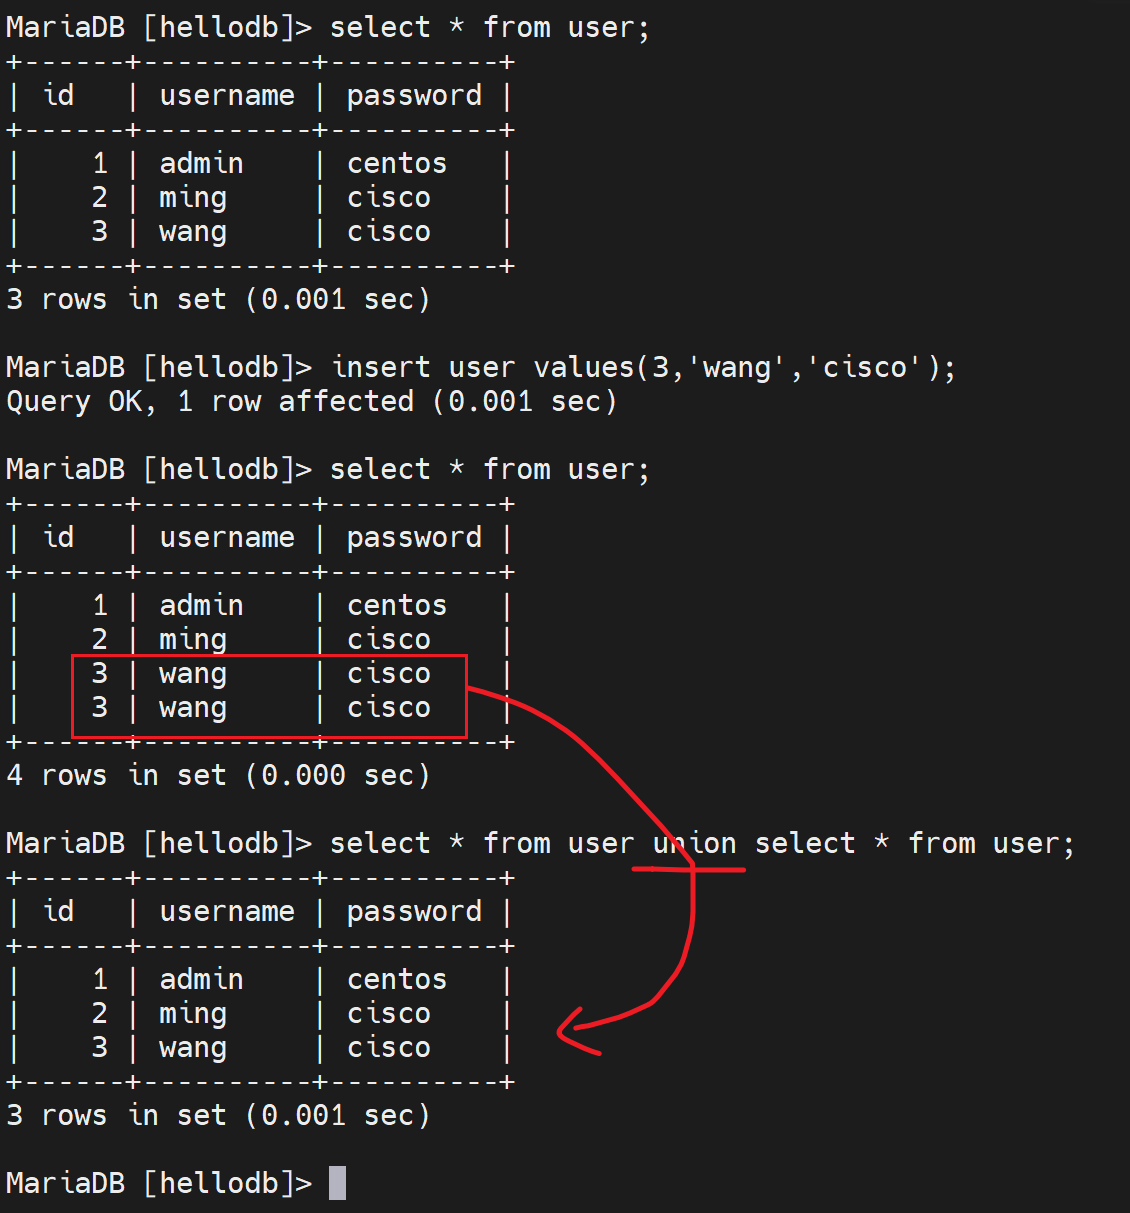 MariaDB [hellodb]> select * from user;
+------+----------+----------+
| id   | username | password |
+------+----------+----------+
|    1 | admin    | centos   |
|    2 | ming     | cisco    |
|    3 | wang     | cisco    |
+------+----------+----------+
3 rows in set (0.001 sec)
MariaDB [hellodb]> insert user values(3,'wang','cisco');
Query OK, 1 row affected (0.001 sec)
MariaDB [hellodb]> select * from user;
+------+----------+----------+
| id   | username | password |
+------+----------+----------+
|    1 | admin    | centos   |
|    2 | ming     | cisco    |
|    3 | wang     | cisco    |
|    3 | wang     | cisco    |
+------+----------+----------+
4 rows in set (0.000 sec)
MariaDB [hellodb]> select * from user union select * from user;
+------+----------+----------+
| id   | username | password |
+------+----------+----------+
|    1 | admin    | centos   |
|    2 | ming     | cisco    |
|    3 | wang     | cisco    |
+------+----------+----------+
3 rows in set (0.001 sec)
MariaDB [hellodb]>